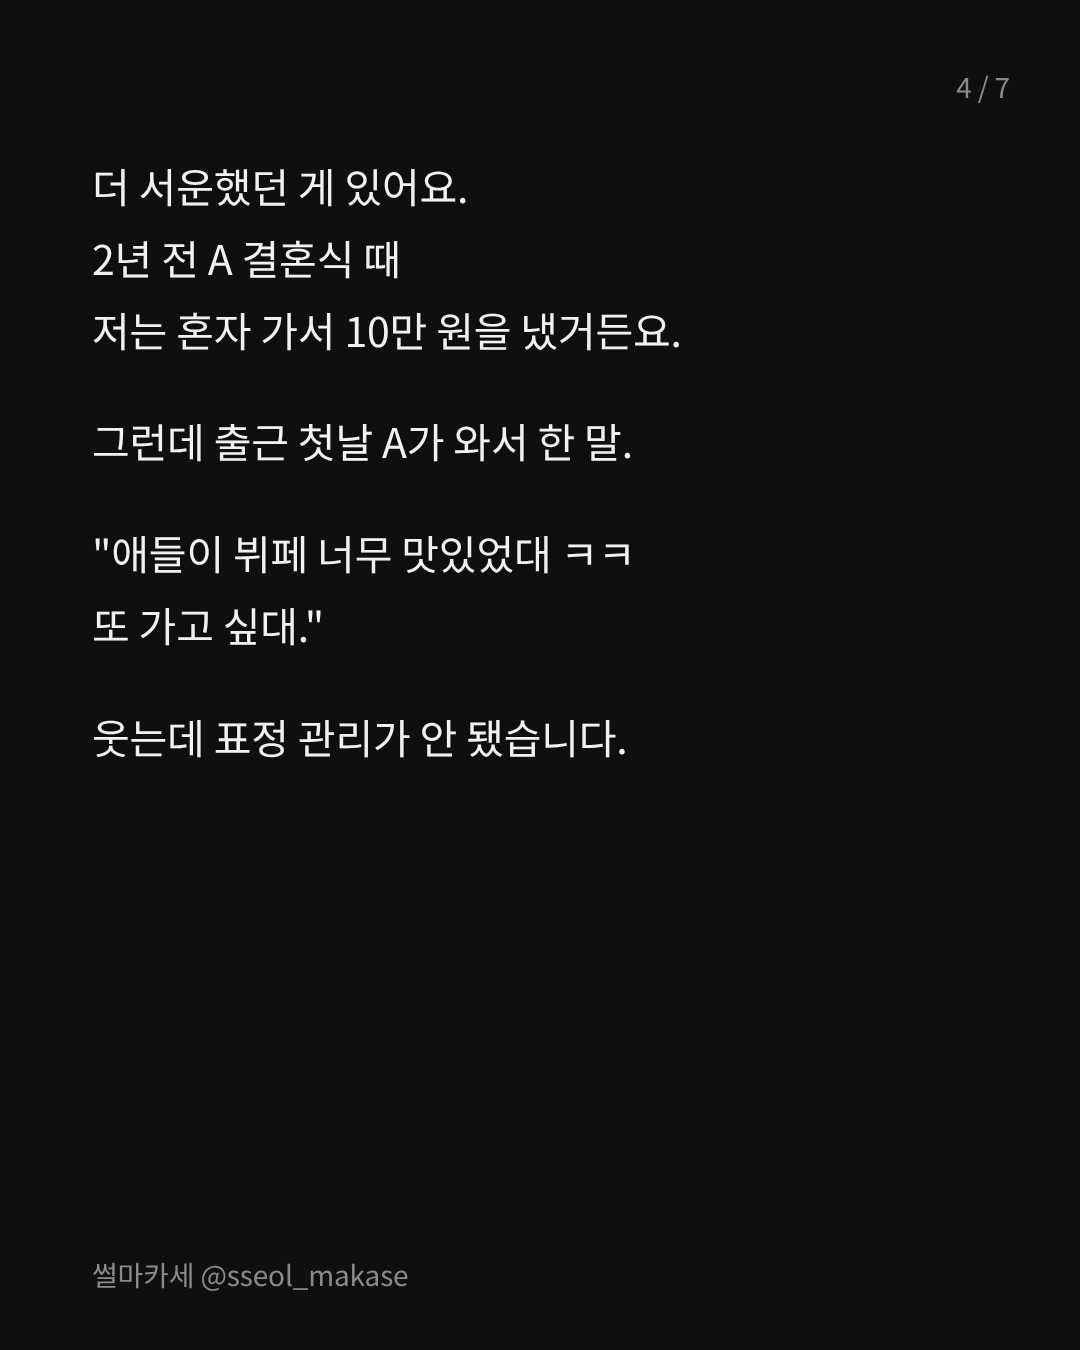 4 / 7
더 서운했던 게 있어요.
2년 전 A 결혼식 때
저는 혼자 가서 10만 원을 냈거든요.
그런데 출근 첫날 A가 와서 한 말.
"애들이 뷔페 너무 맛있었대 ㅋㅋ
또 가고 싶대."
웃는데 표정 관리가 안 됐습니다.
썰마카세 @sseol_makase